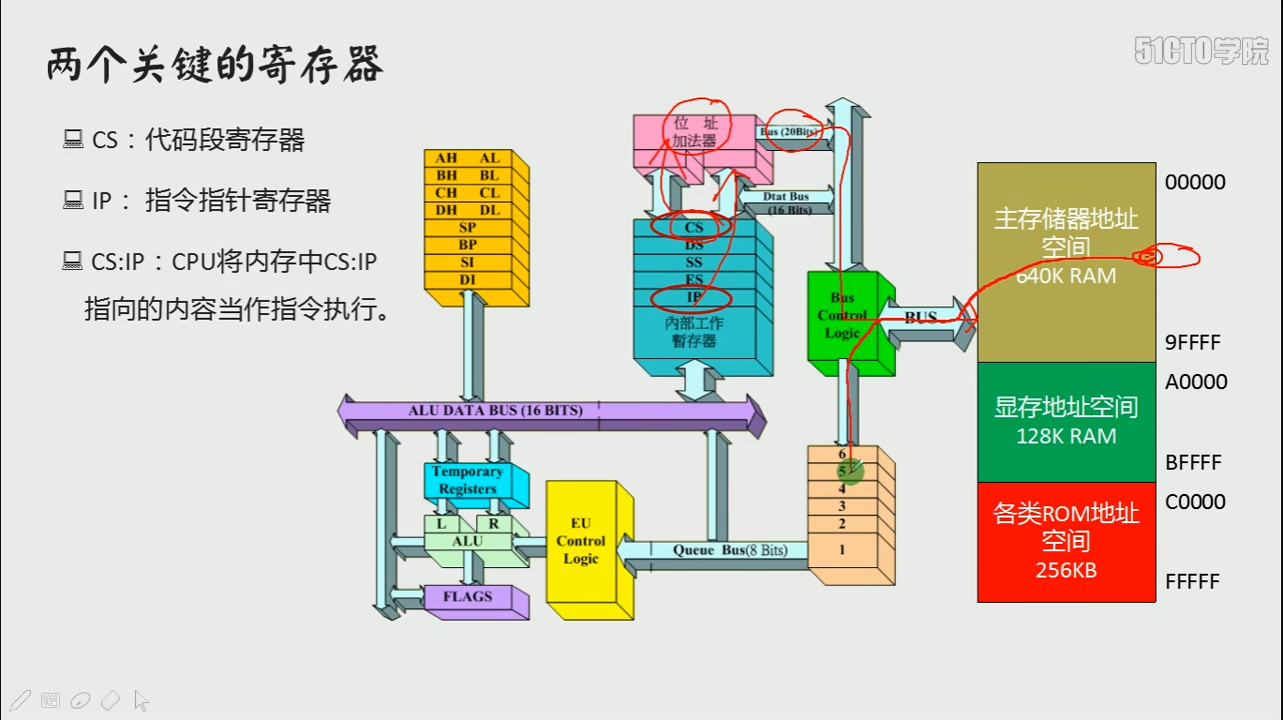 两个关键的寄存器
51CTO学院
CS：代码段寄存器
IP： 指令指针寄存器
CS:IP：CPU将内存中CS:IP
指向的内容当作指令执行。
AH AL
BH BL
CH CL
DH DL
SP
BP
SI
DI
位 址
加法器
Bus (20Bits)
Dtat Bus
(16 Bits)
CS
DS
SS
ES
IP
内部工作
暫存器
Bus
Control
Logic
BUS
ALU DATA BUS (16 BITS)
Temporary
Registers
L R
ALU
FLAGS
EU
Control
Logic
Queue Bus(8 Bits)
6
5
4
3
2
1
主存储器地址
空间
640K RAM
显存地址空间
128K RAM
各类ROM地址
空间
256KB
00000
9FFFF
A0000
BFFFF
C0000
FFFFF